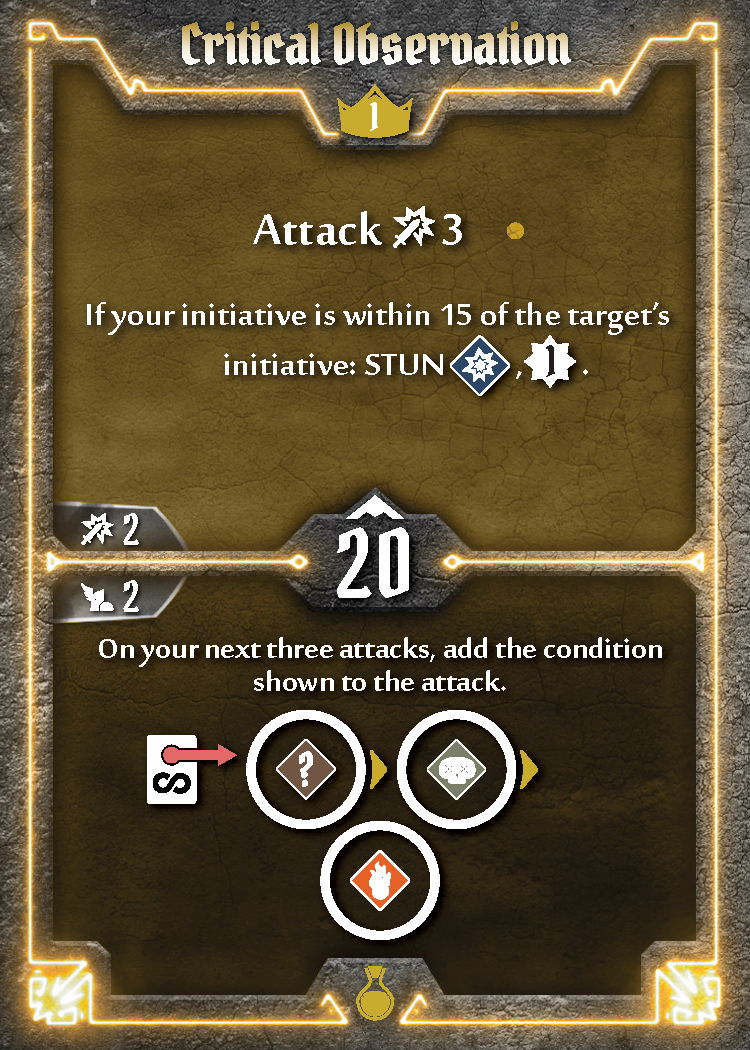 Critical Observation
1
Attack 3
If your initiative is within 15 of the target's
initiative: STUN , 1 .
2
20
2
On your next three attacks, add the condition
shown to the attack.
S ?